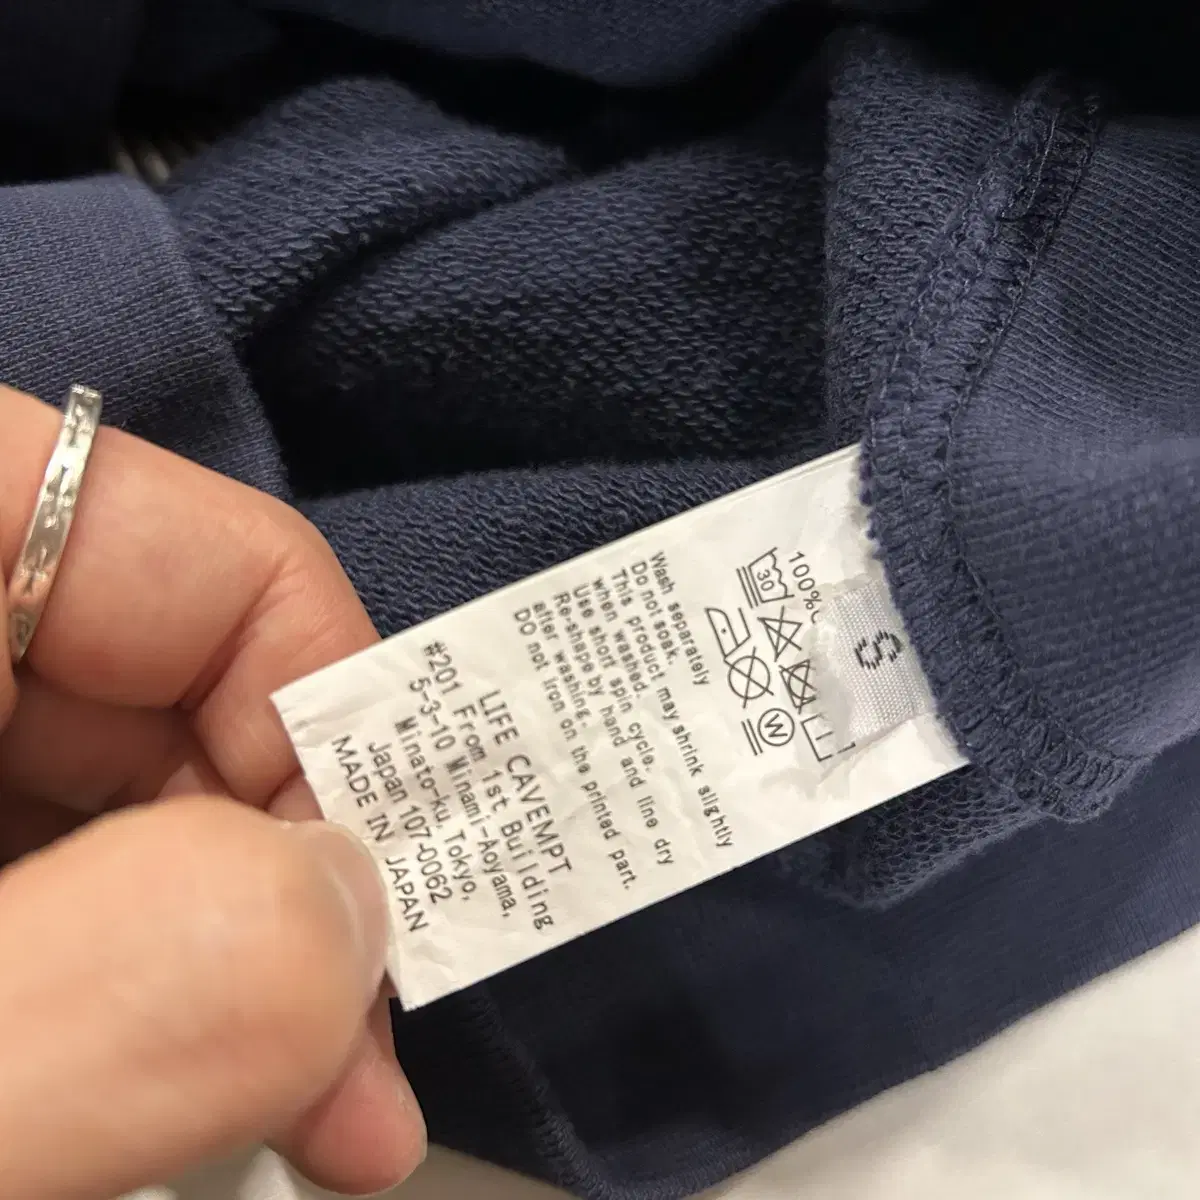 S
100%
30
W
Wash separately
Do not soak.
This product may shrink slightly
when washed.
Use short spin cycle.
Re-shape by hand and line dry
after washing.
DO not iron on the printed part.
LIFE CAVEMPT
#201 From 1st Building
5-3-10 Minami-Aoyama,
Minato-ku, Tokyo,
Japan 107-0062
MADE IN JAPAN